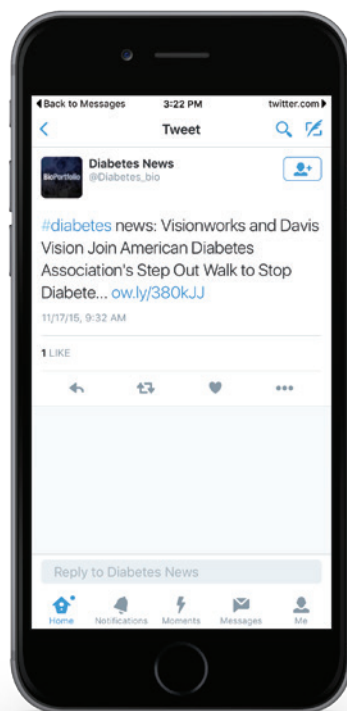 Back to Messages 3:22 PM twitter.com
Tweet
BioPortfolio
Diabetes News
@Diabetes_bio
#diabetes news: Visionworks and Davis
Vision Join American Diabetes
Association's Step Out Walk to Stop
Diabete... ow.ly/380kJJ
11/17/15, 9:32 AM
1 LIKE
Reply to Diabetes News
Home Notifications Moments Messages Me